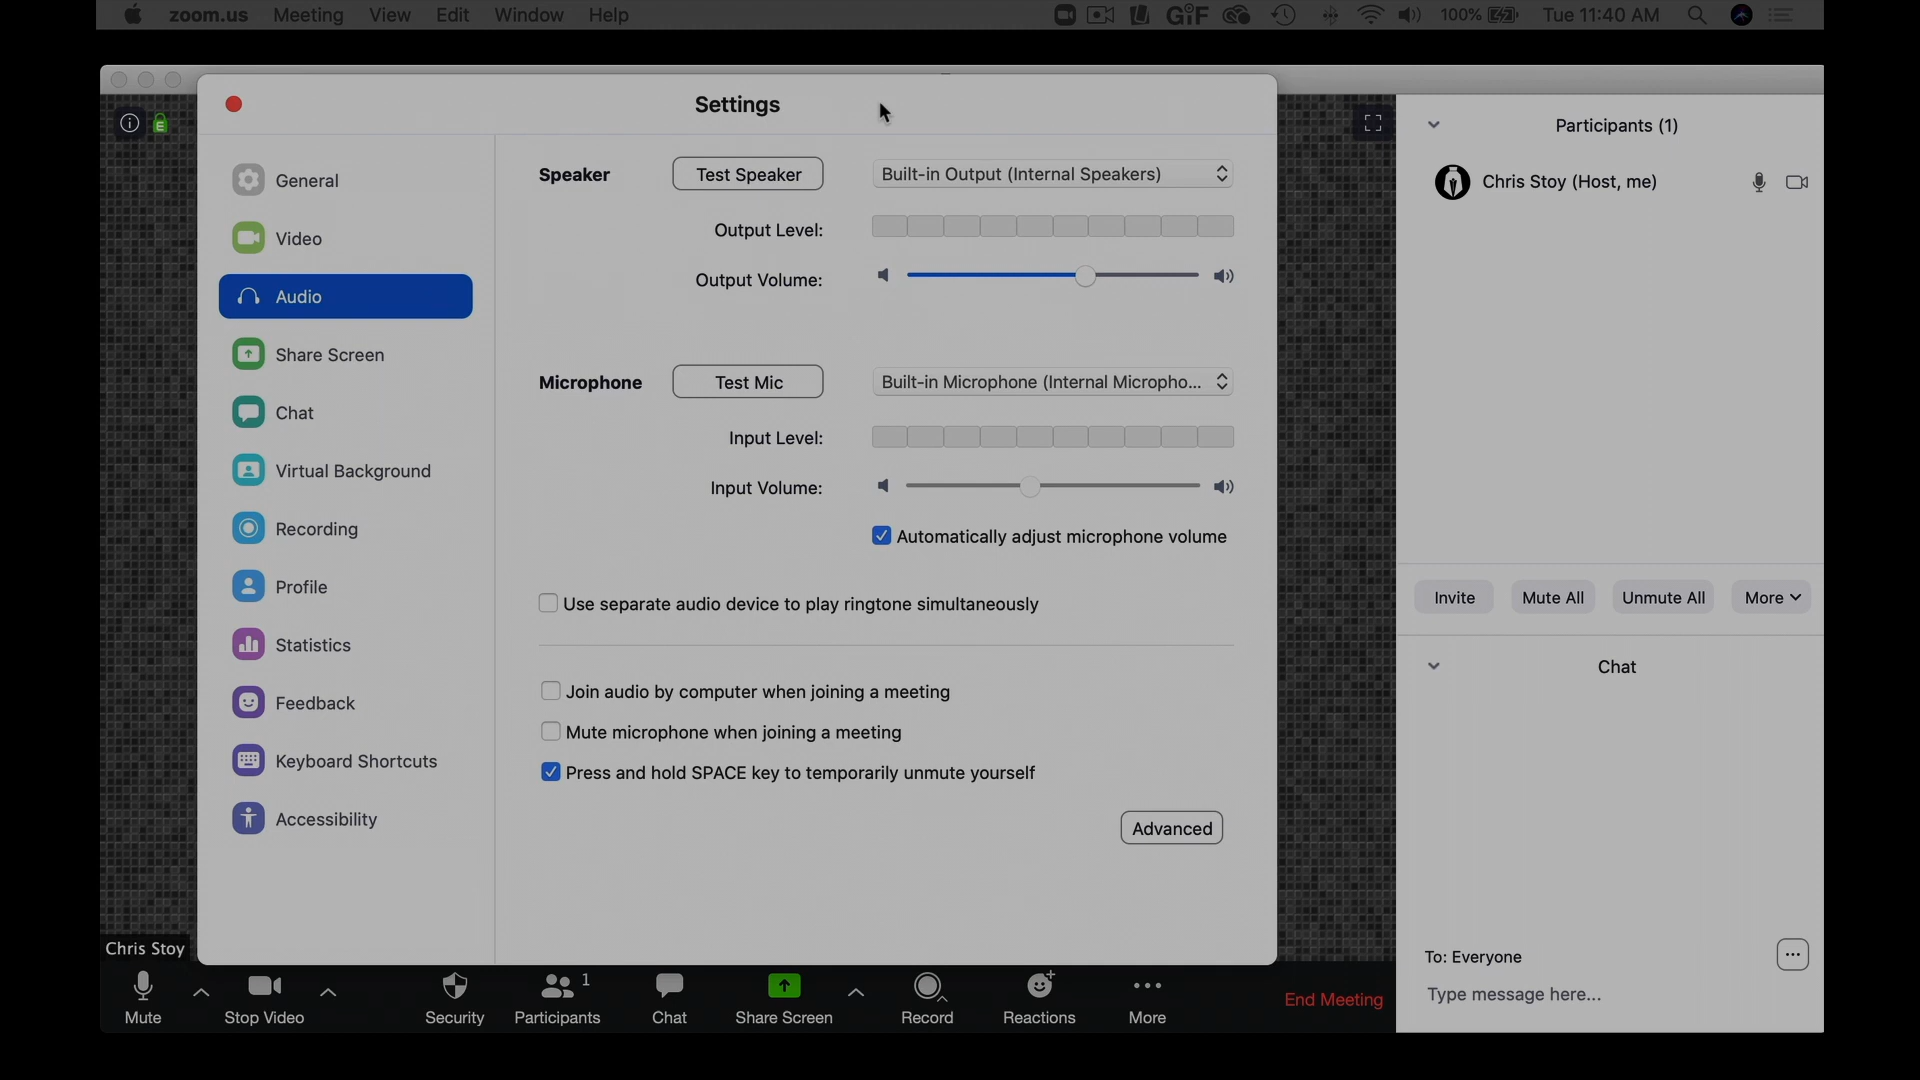 zoom.us Meeting View Edit Window Help GIF 100% Tue 11:40 AM
Settings
General
Video
Audio
Share Screen
Chat
Virtual Background
Recording
Profile
Statistics
Feedback
Keyboard Shortcuts
Accessibility
Speaker Test Speaker Built-in Output (Internal Speakers)
Output Level:
Output Volume:
Microphone Test Mic Built-in Microphone (Internal Micropho...
Input Level:
Input Volume:
Automatically adjust microphone volume
Use separate audio device to play ringtone simultaneously
Join audio by computer when joining a meeting
Mute microphone when joining a meeting
Press and hold SPACE key to temporarily unmute yourself
Advanced
Participants (1)
Chris Stoy (Host, me)
Invite Mute All Unmute All More
Chat
To: Everyone
Type message here...
Chris Stoy
1
Mute Stop Video Security Participants Chat Share Screen Record Reactions More End Meeting